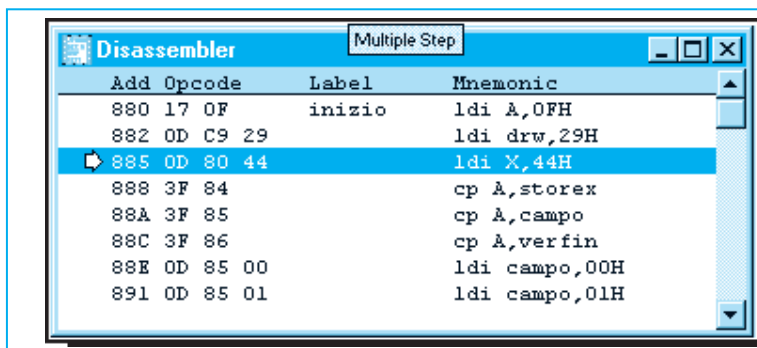 Disassembler
Multiple Step
Add Opcode Label Mnemonic
880 17 0F inizio ldi A,0FH
882 0D C9 29 ldi drw,29H
885 0D 80 44 ldi X,44H
888 3F 84 cp A,storex
88A 3F 85 cp A,campo
88C 3F 86 cp A,verfin
88E 0D 85 00 ldi campo,00H
891 0D 85 01 ldi campo,01H